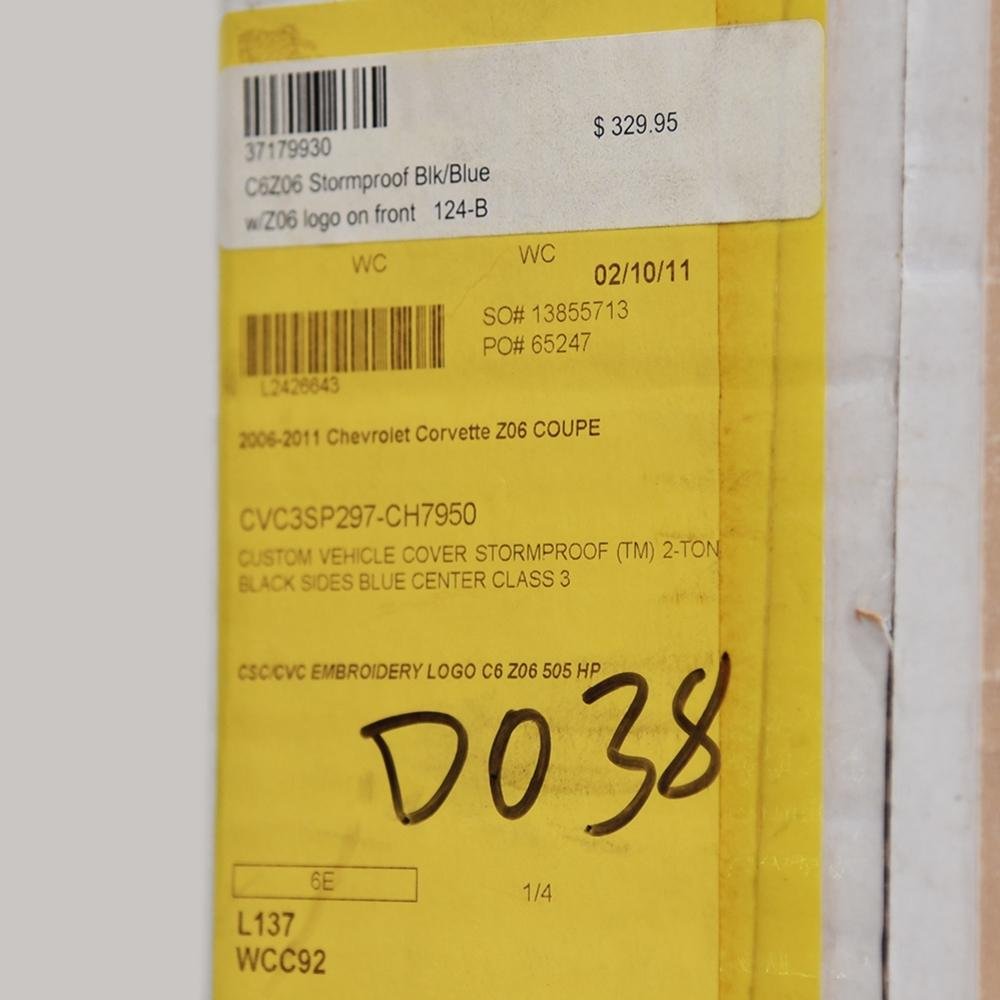 37179930
$ 329.95
C6Z06 Stormproof Blk/Blue
w/Z06 logo on front 124-B
WC WC
02/10/11
SO# 13855713
PO# 65247
L2426643
2006-2011 Chevrolet Corvette Z06 COUPE
CVC3SP297-CH7950
CUSTOM VEHICLE COVER STORMPROOF (TM) 2-TON
BLACK SIDES BLUE CENTER CLASS 3
CSC/CVC EMBROIDERY LOGO C6 Z06 505 HP
D038
6E 1/4
L137
WCC92